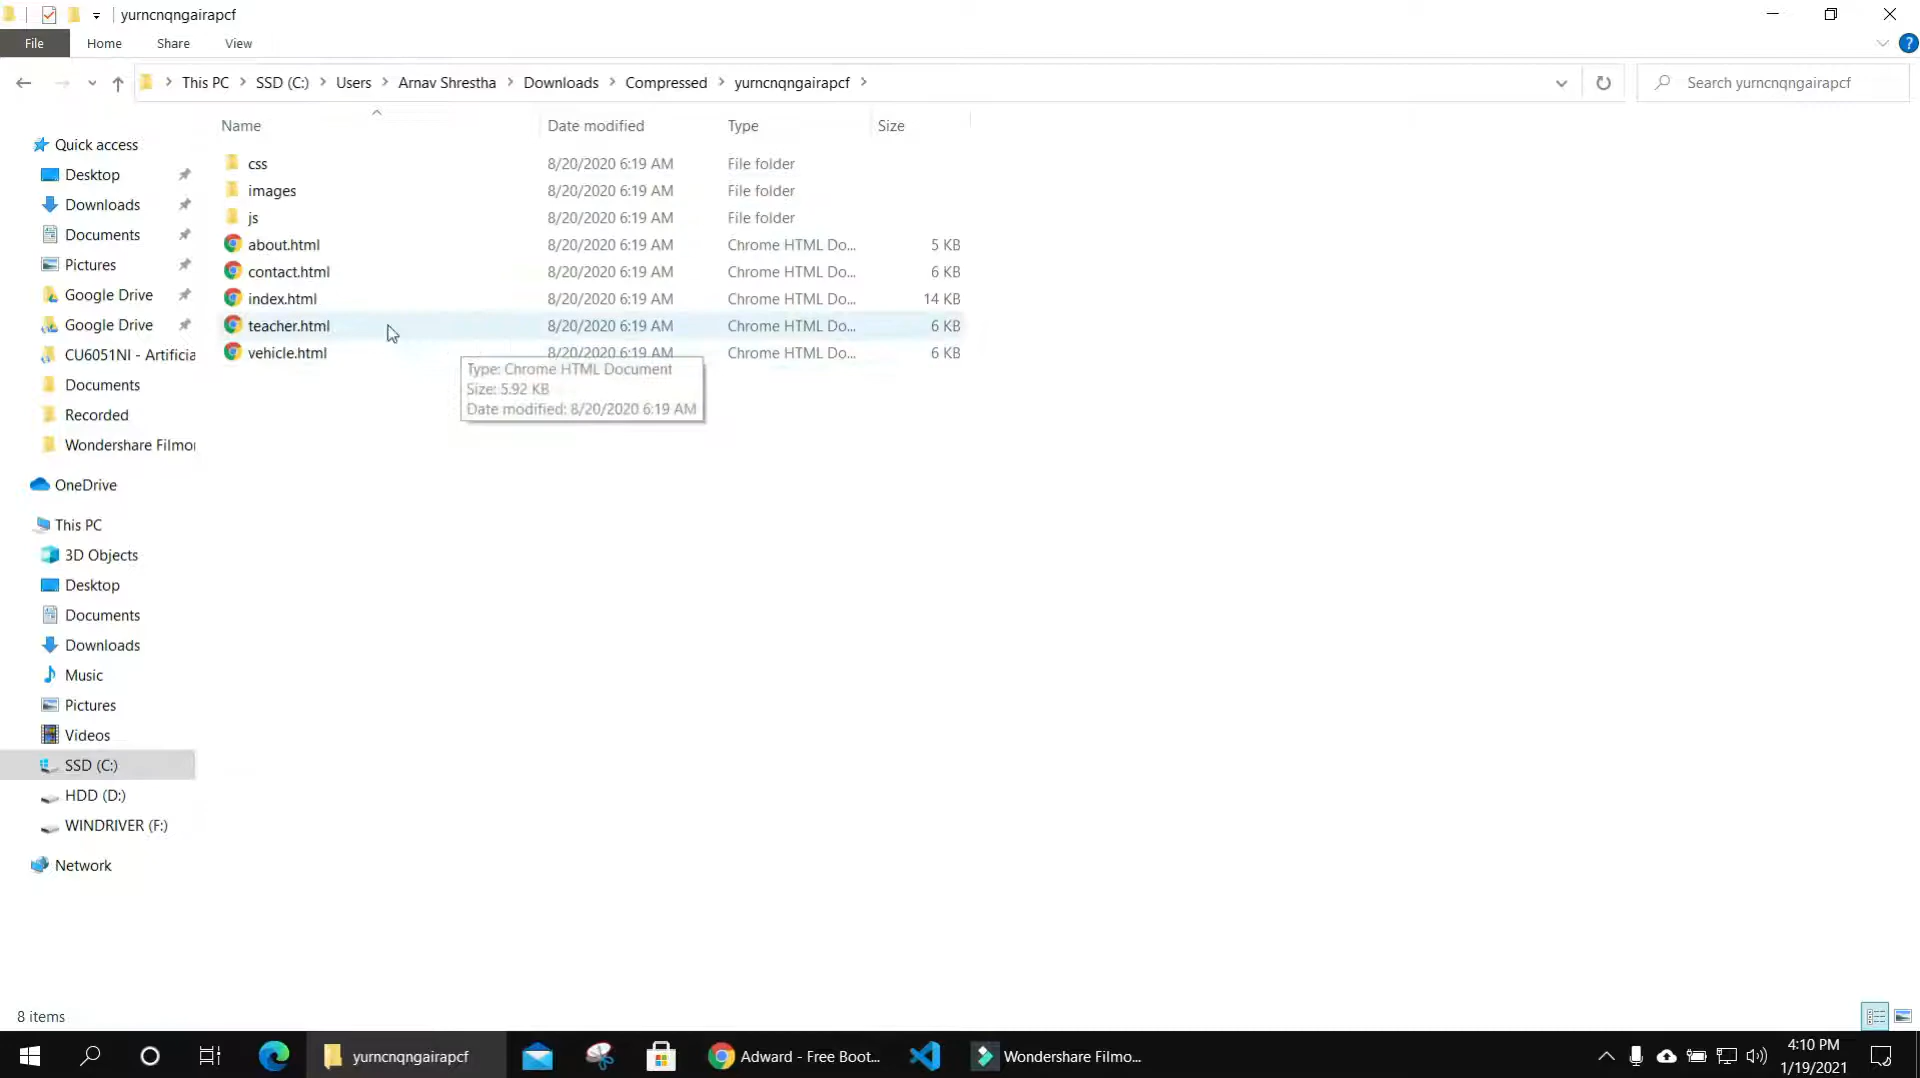 yurncnqngairapcf
File Home Share View
This PC SSD (C:) Users Arnav Shrestha Downloads Compressed yurncnqngairapcf Search yurncnqngairapcf
Name Date modified Type Size
Quick access
Desktop
Downloads
Documents
Pictures
Google Drive
Google Drive
CU6051NI - Artificia
Documents
Recorded
Wondershare Filmo
OneDrive
This PC
3D Objects
Desktop
Documents
Downloads
Music
Pictures
Videos
SSD (C:)
HDD (D:)
WINDRIVER (F:)
Network
css 8/20/2020 6:19 AM File folder
images 8/20/2020 6:19 AM File folder
js 8/20/2020 6:19 AM File folder
about.html 8/20/2020 6:19 AM Chrome HTML Do... 5 KB
contact.html 8/20/2020 6:19 AM Chrome HTML Do... 6 KB
index.html 8/20/2020 6:19 AM Chrome HTML Do... 14 KB
teacher.html 8/20/2020 6:19 AM Chrome HTML Do... 6 KB
vehicle.html 8/20/2020 6:19 AM Chrome HTML Do... 6 KB
Type: Chrome HTML Document
Size: 5.92 KB
Date modified: 8/20/2020 6:19 AM
8 items
yurncnqngairapcf Adward - Free Boot... Wondershare Filmo...
4:10 PM
1/19/2021